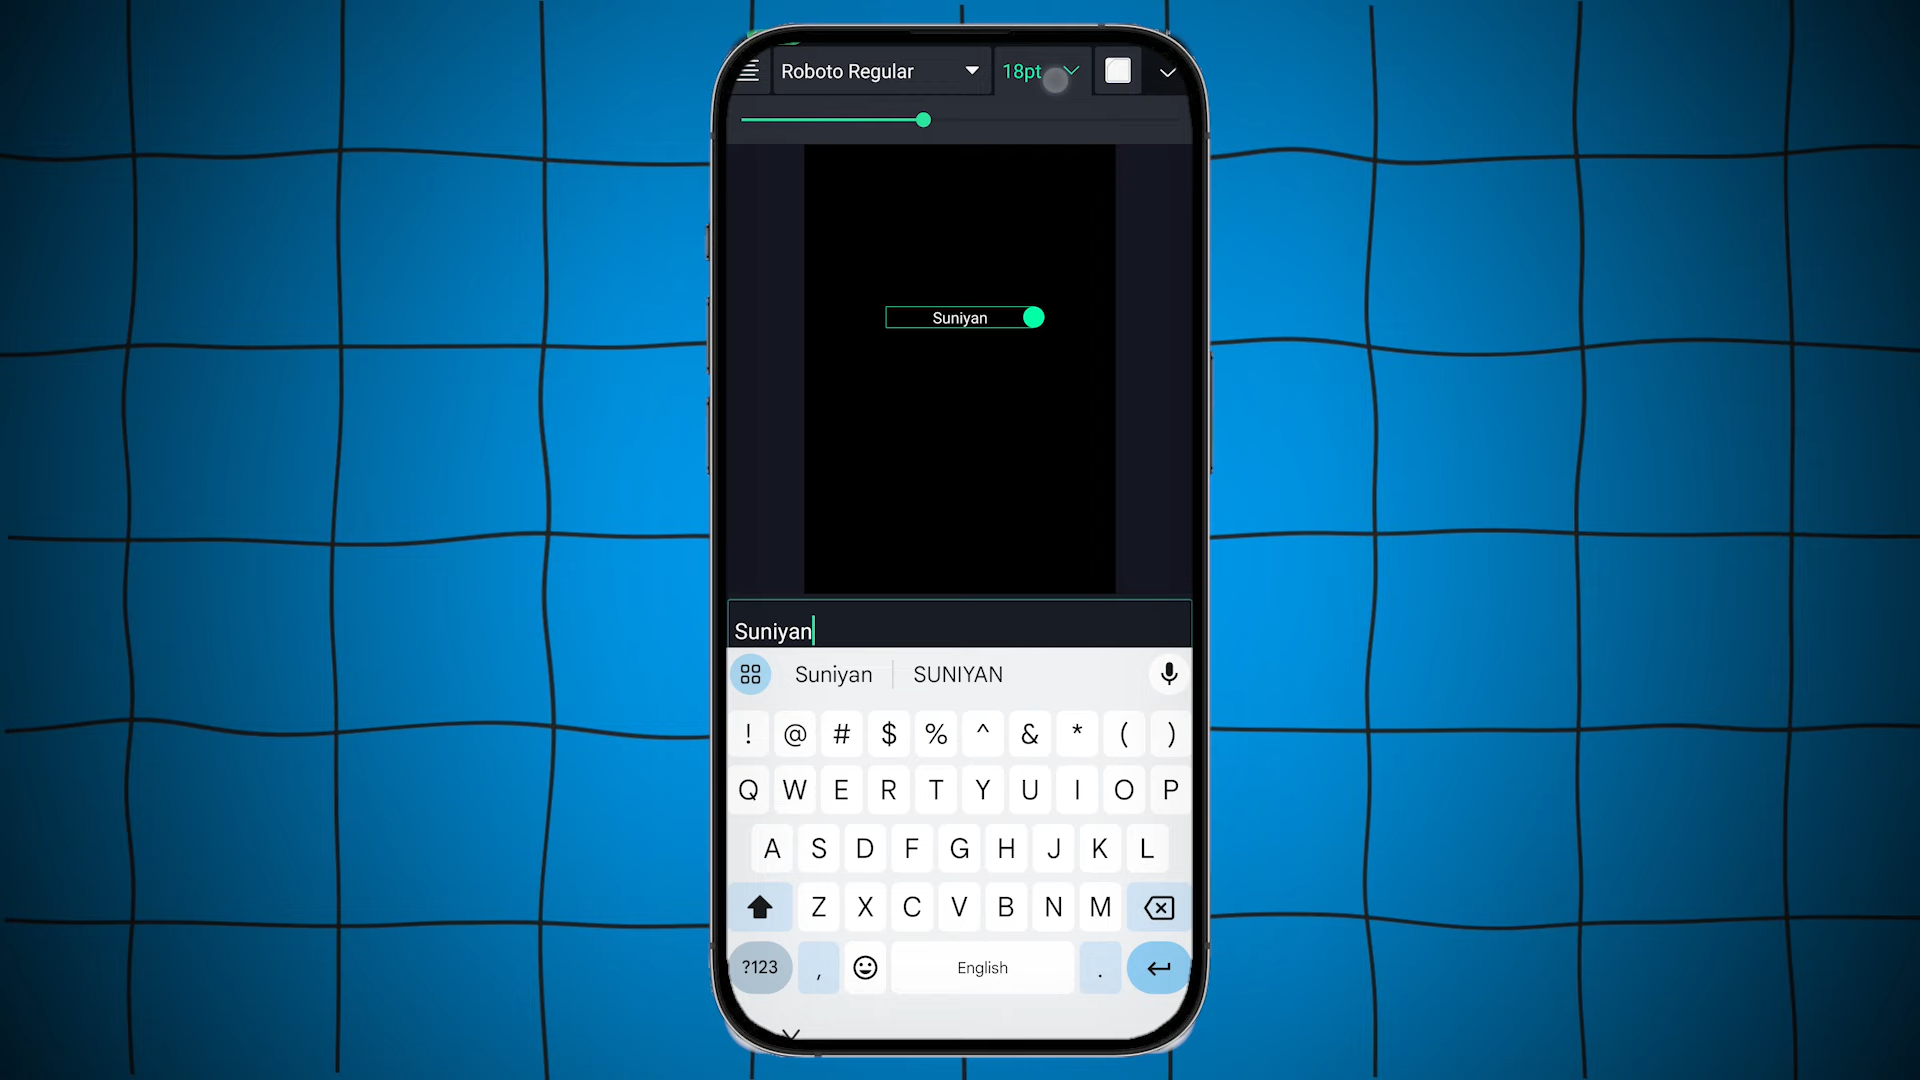 Roboto Regular 18pt
Suniyan
Suniyan
Suniyan SUNIYAN
! @ # $ % ^ & * ( )
Q W E R T Y U I O P
A S D F G H J K L
Z X C V B N M
?123 , English .